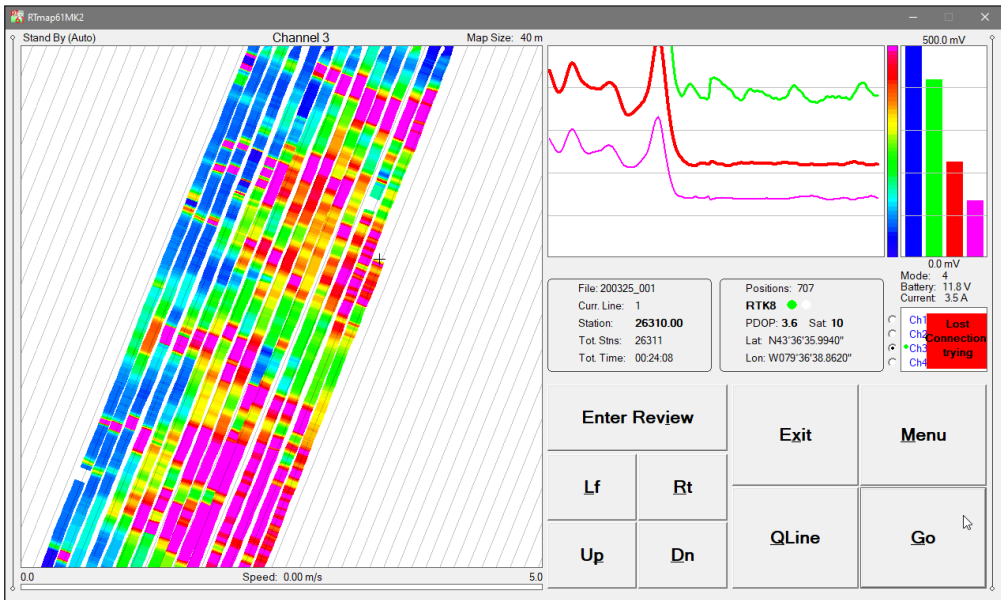 RTmap61MK2
Stand By (Auto) Channel 3 Map Size: 40 m
500.0 mV
0.0 mV
Mode: 4
Battery: 11.8 V
Current: 3.5 A
File: 200325_001
Curr. Line: 1
Station: 26310.00
Tot. Stns: 26311
Tot. Time: 00:24:08
Positions: 707
RTK8
PDOP: 3.6 Sat: 10
Lat: N43°36'35.9940"
Lon: W079°36'38.8620"
Ch1
Ch2
Ch3
Ch4
Lost
Connection
trying
Enter Review
Exit
Menu
Lf
Rt
Up
Dn
QLine
Go
0.0 Speed: 0.00 m/s 5.0